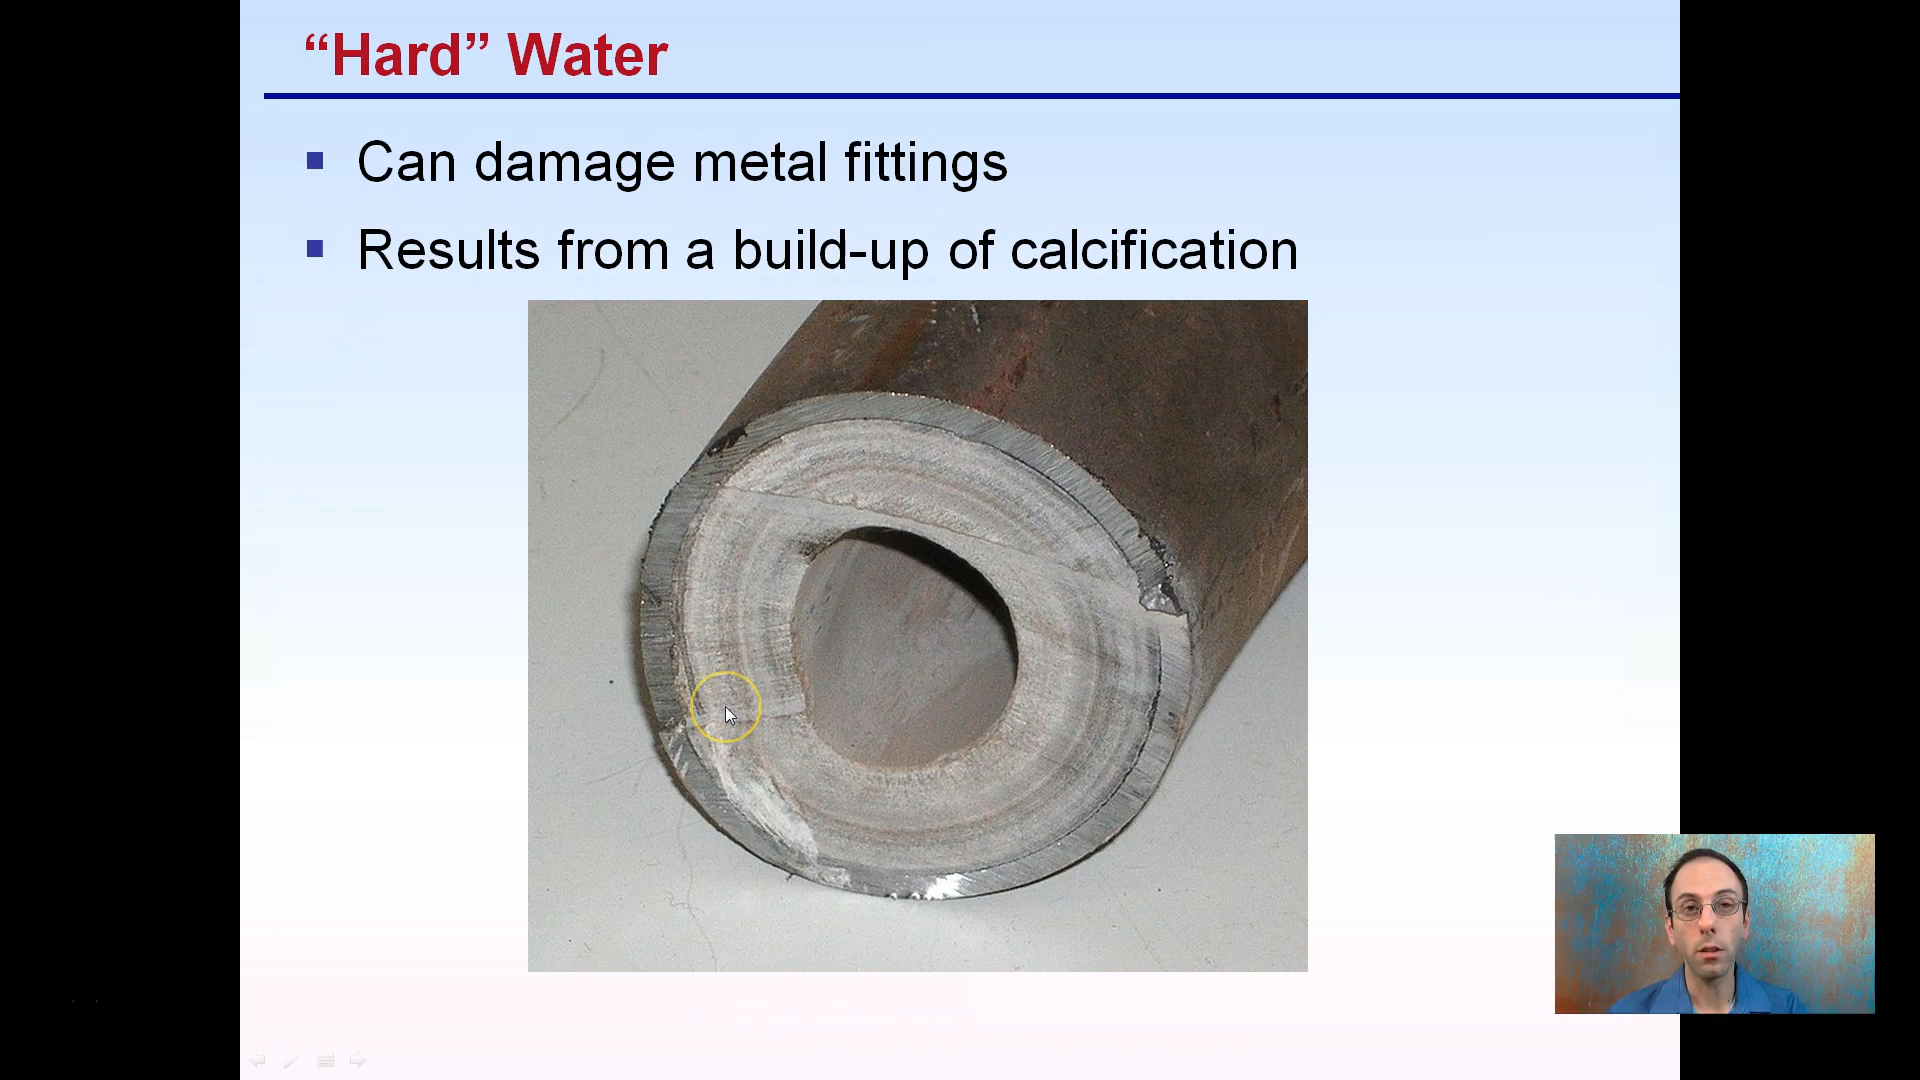 “Hard” Water
Can damage metal fittings
Results from a build-up of calcification